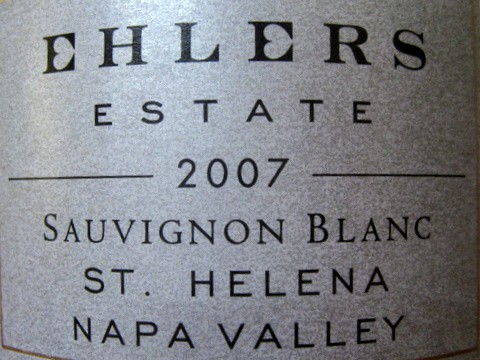 EHLERS
ESTATE
2007
SAUVIGNON BLANC
ST. HELENA
NAPA VALLEY